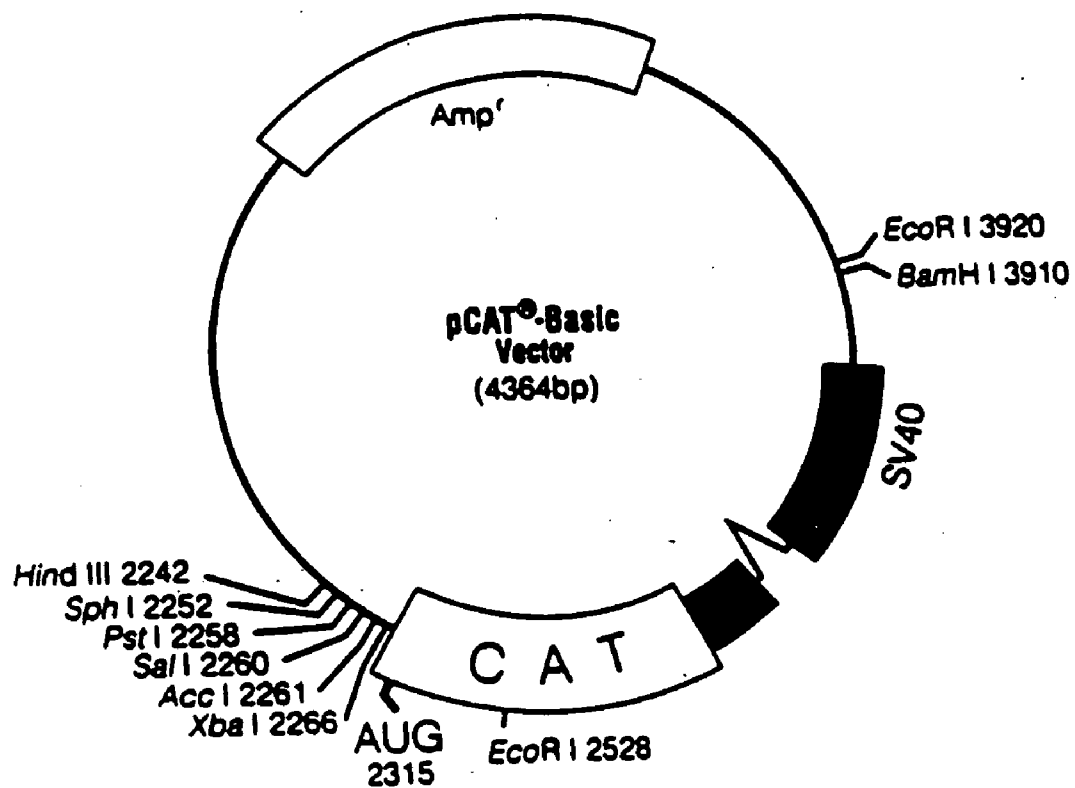 Ampʳ
EcoR I 3920
BamH I 3910
pCAT®-Basic
Vector
(4364bp)
SV40
Hind III 2242
Sph I 2252
Pst I 2258
Sal I 2260
Acc I 2261
Xba I 2266
C A T
AUG
2315
EcoR I 2528